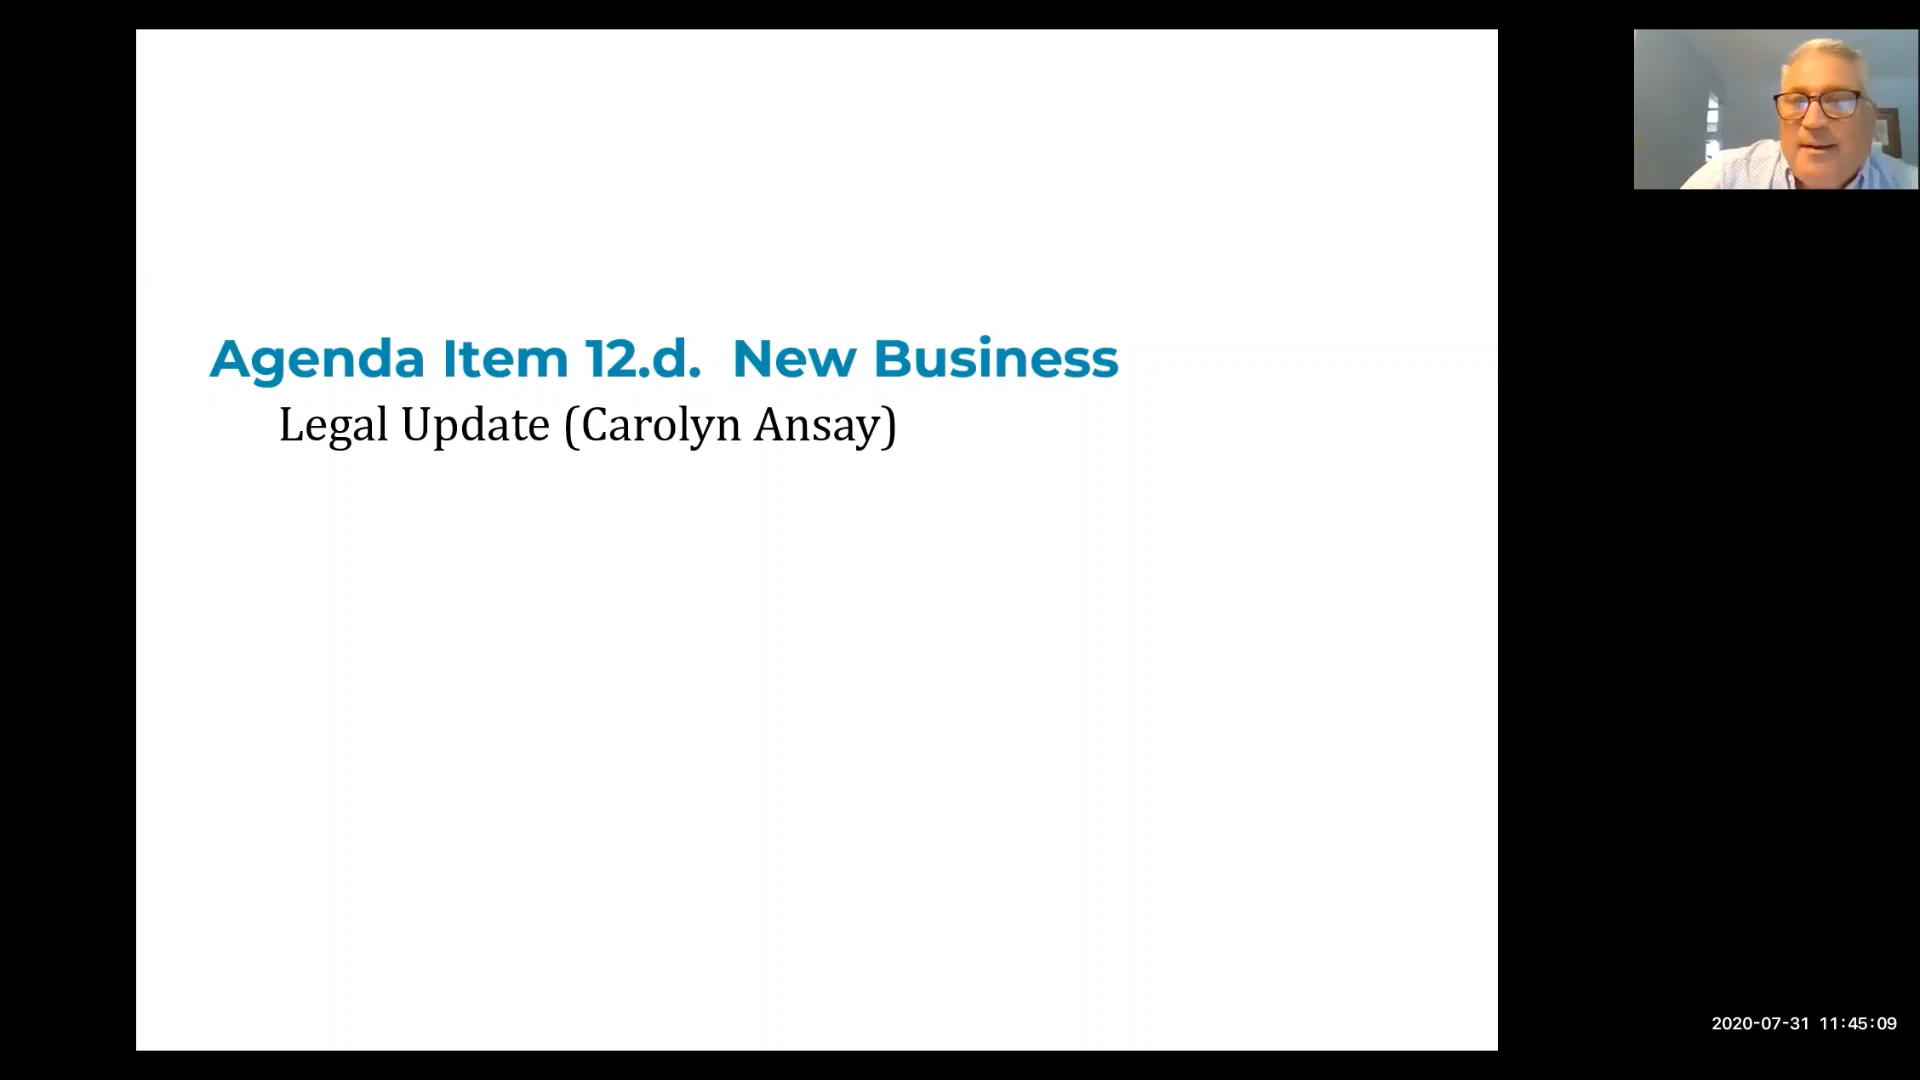 Agenda Item 12.d.  New Business
Legal Update (Carolyn Ansay)
2020-07-31 11:45:09